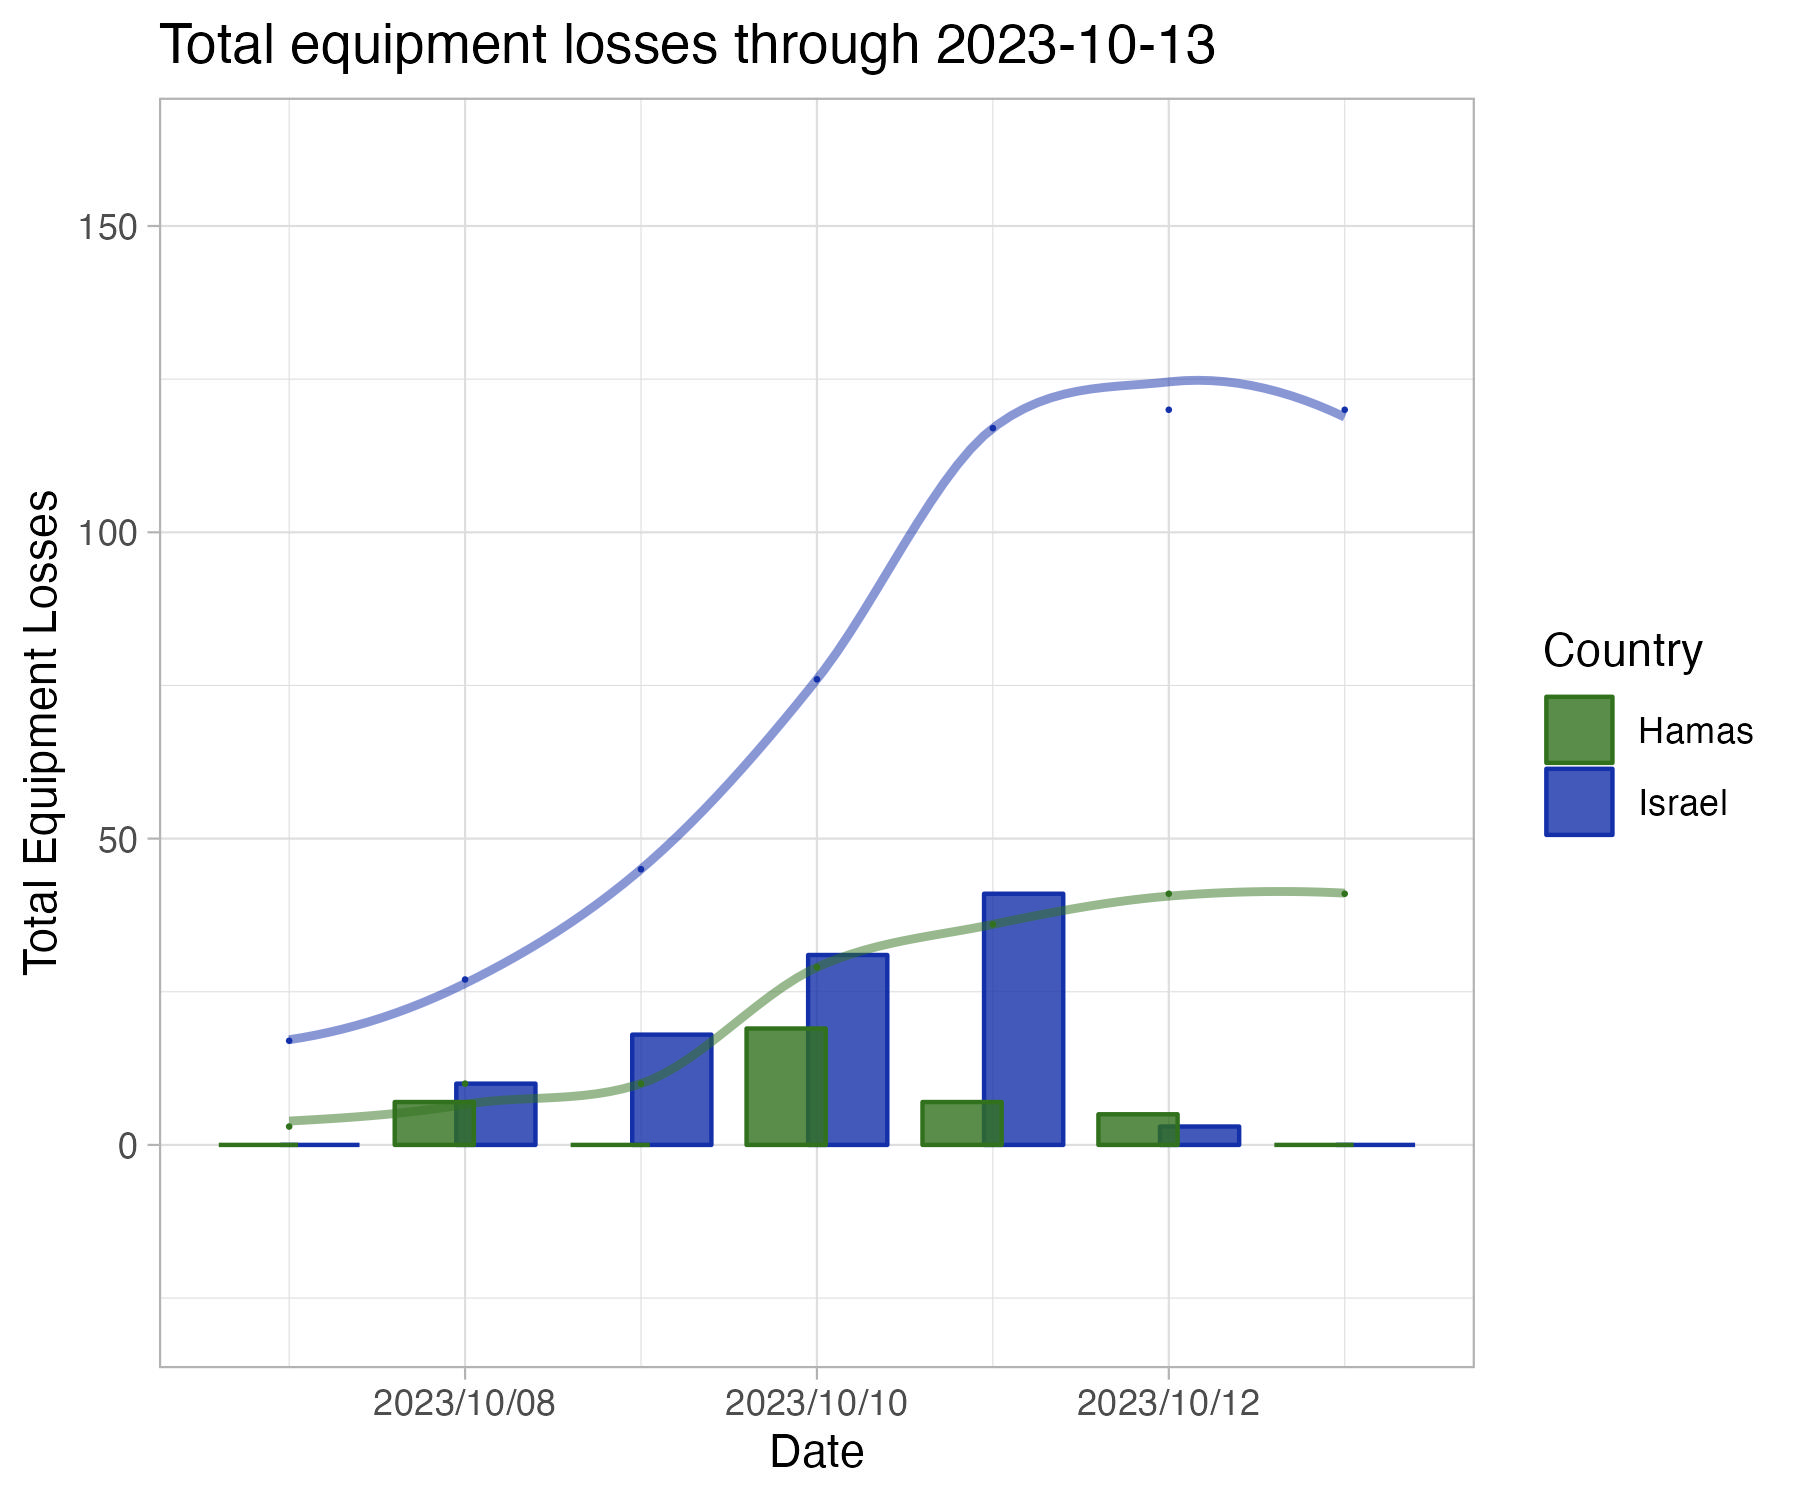 Total equipment losses through 2023-10-13
Total Equipment Losses
150
100
50
0
2023/10/08
2023/10/10
2023/10/12
Date
Country
Hamas
Israel